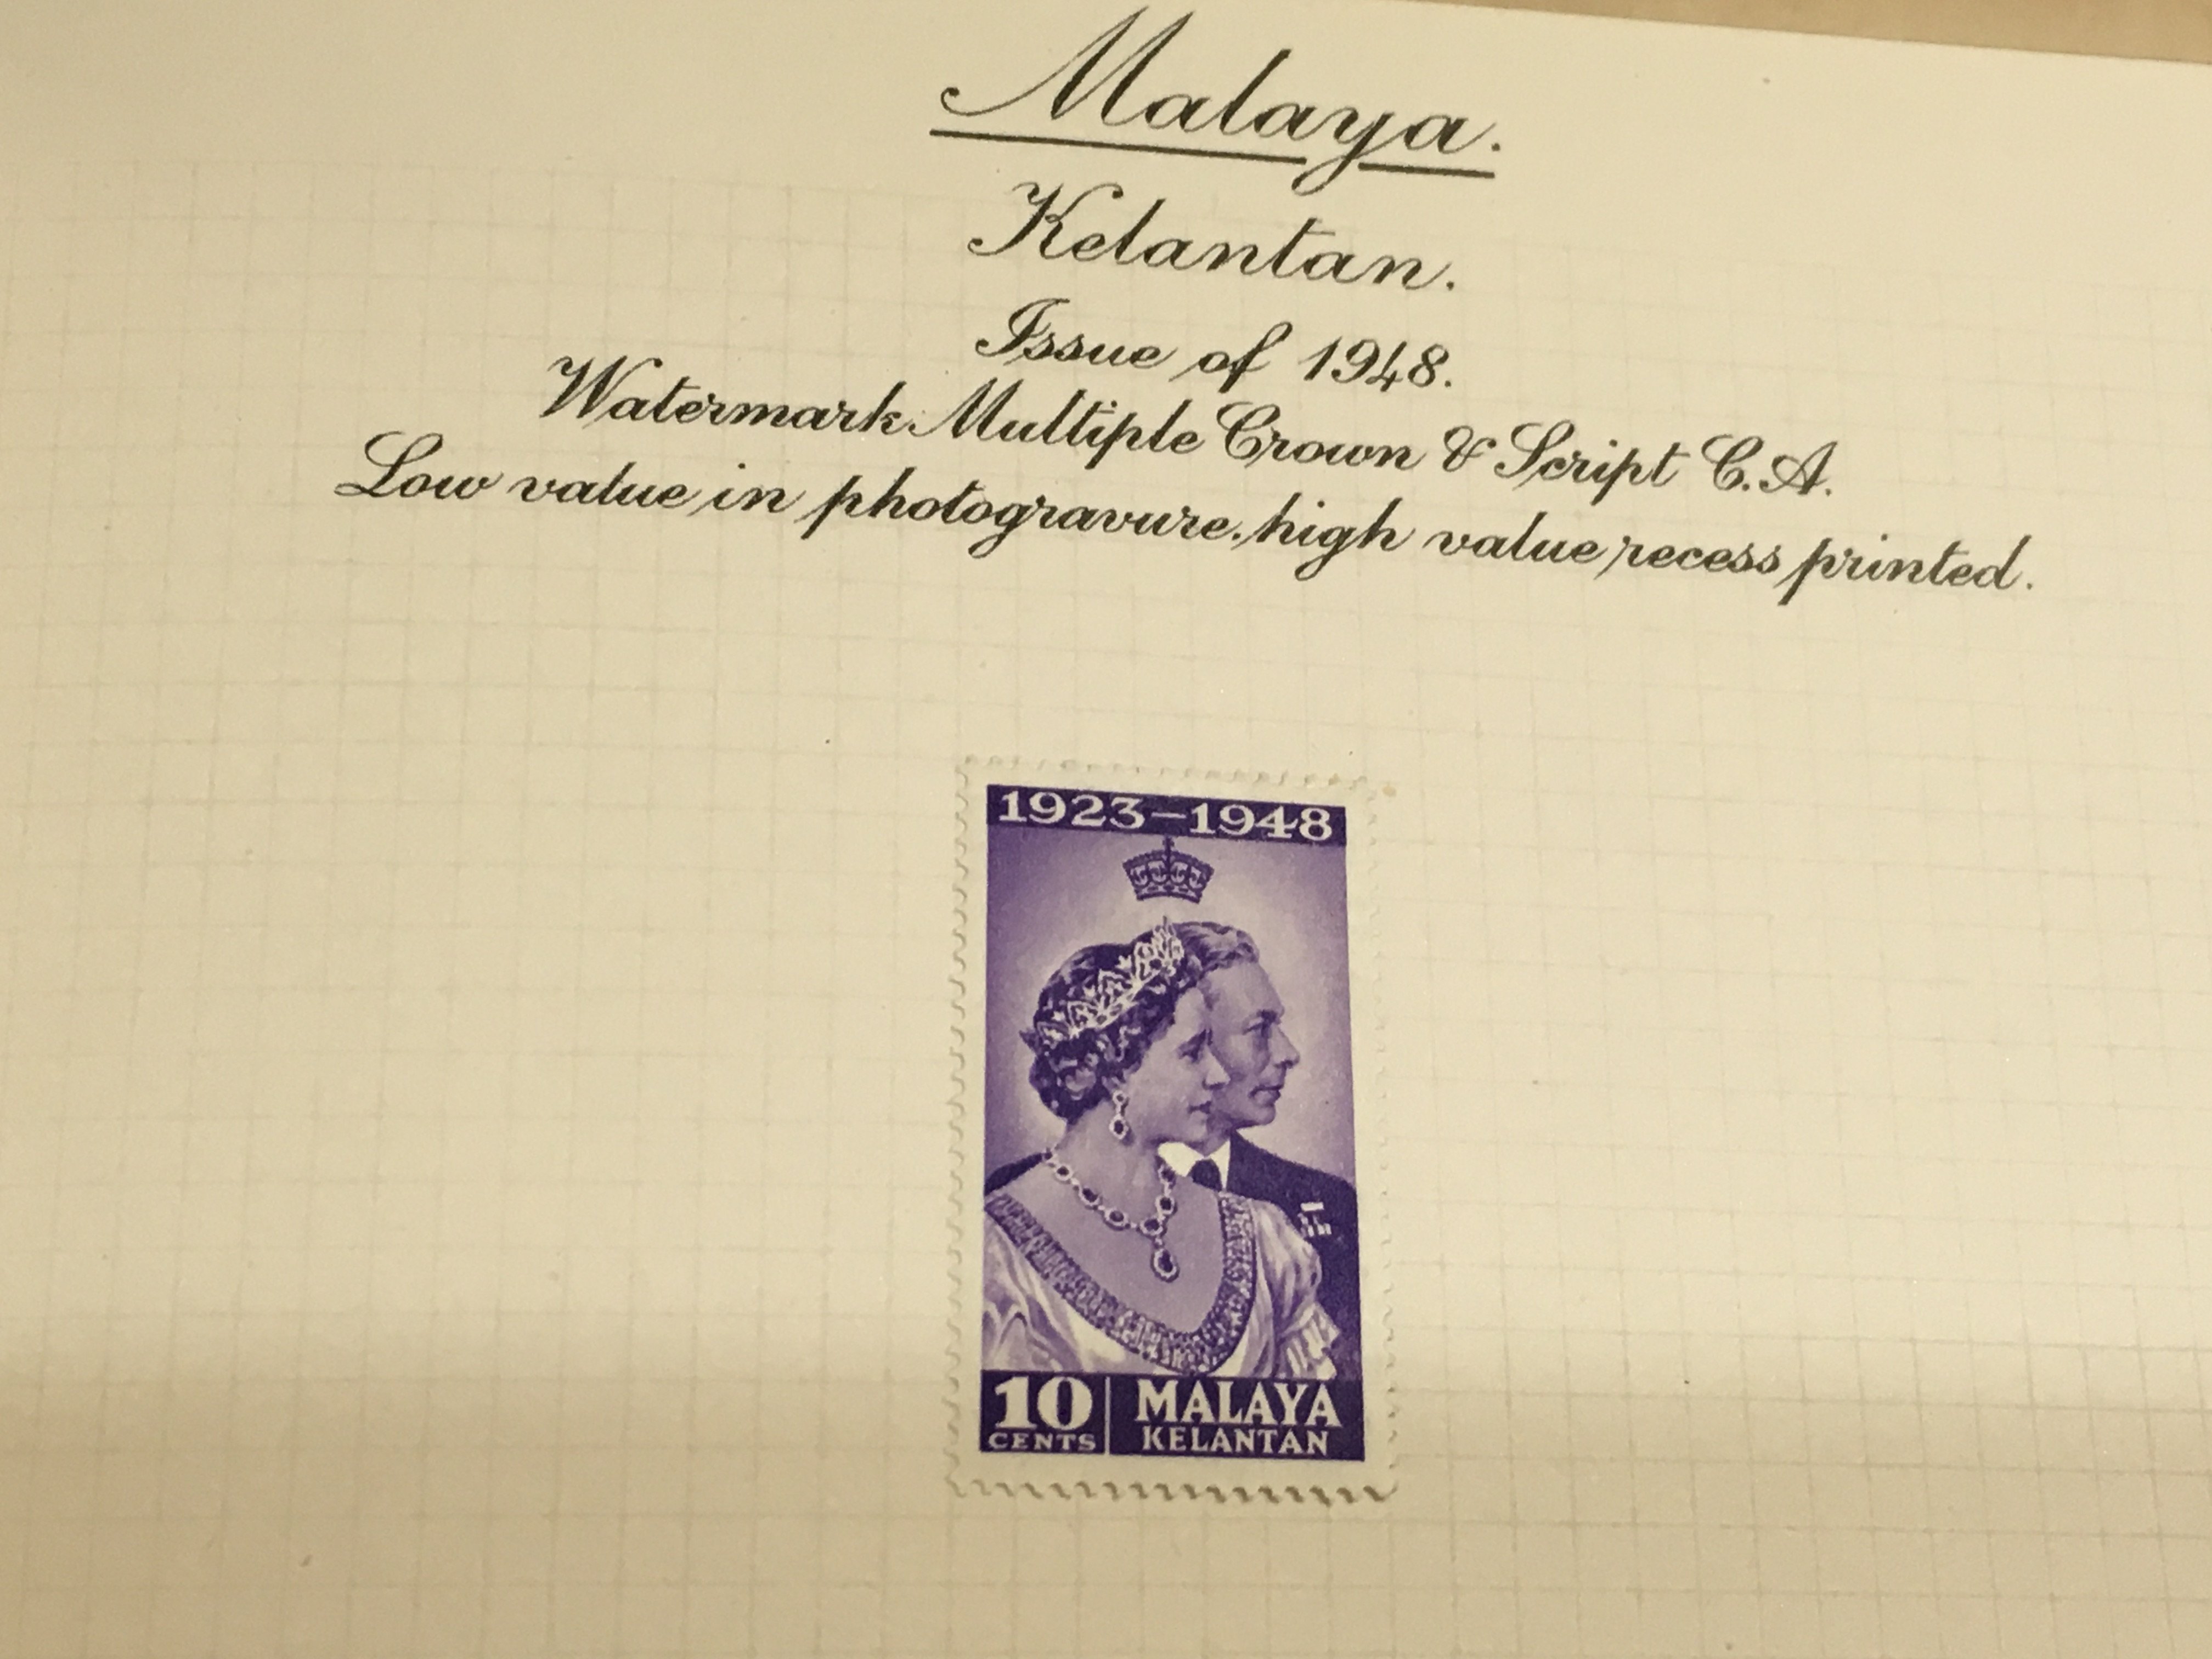 Malaya.
Kelantan.
Issue of 1948.
Watermark Multiple Crown & Script C.A.
Low value in photogravure, high value recess printed.
1923–1948
10 MALAYA
CENTS KELANTAN